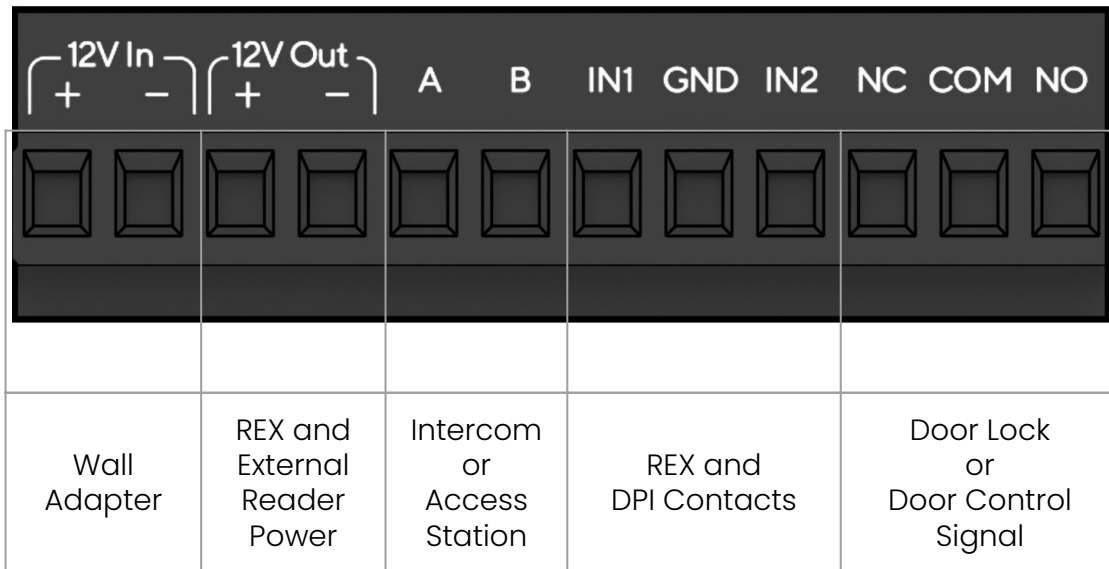 12V In 12V Out
+ − + − A B IN1 GND IN2 NC COM NO
Wall
Adapter
REX and
External
Reader
Power
Intercom
or
Access
Station
REX and
DPI Contacts
Door Lock
or
Door Control
Signal